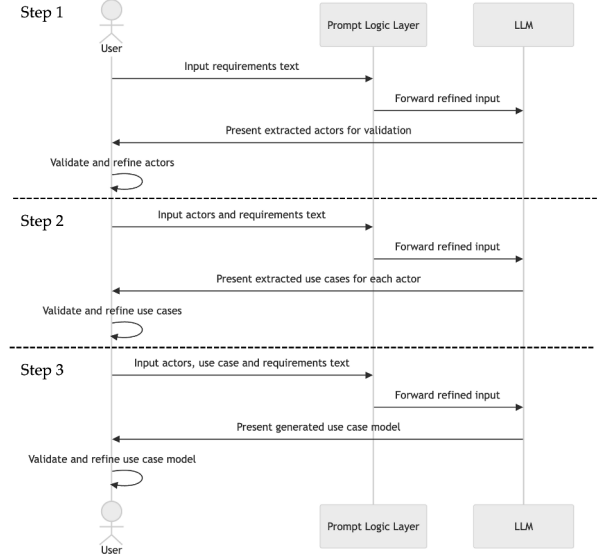 Step 1
User
Prompt Logic Layer
LLM
Input requirements text
Forward refined input
Present extracted actors for validation
Validate and refine actors
Step 2
Input actors and requirements text
Forward refined input
Present extracted use cases for each actor
Validate and refine use cases
Step 3
Input actors, use case and requirements text
Forward refined input
Present generated use case model
Validate and refine use case model
User
Prompt Logic Layer
LLM